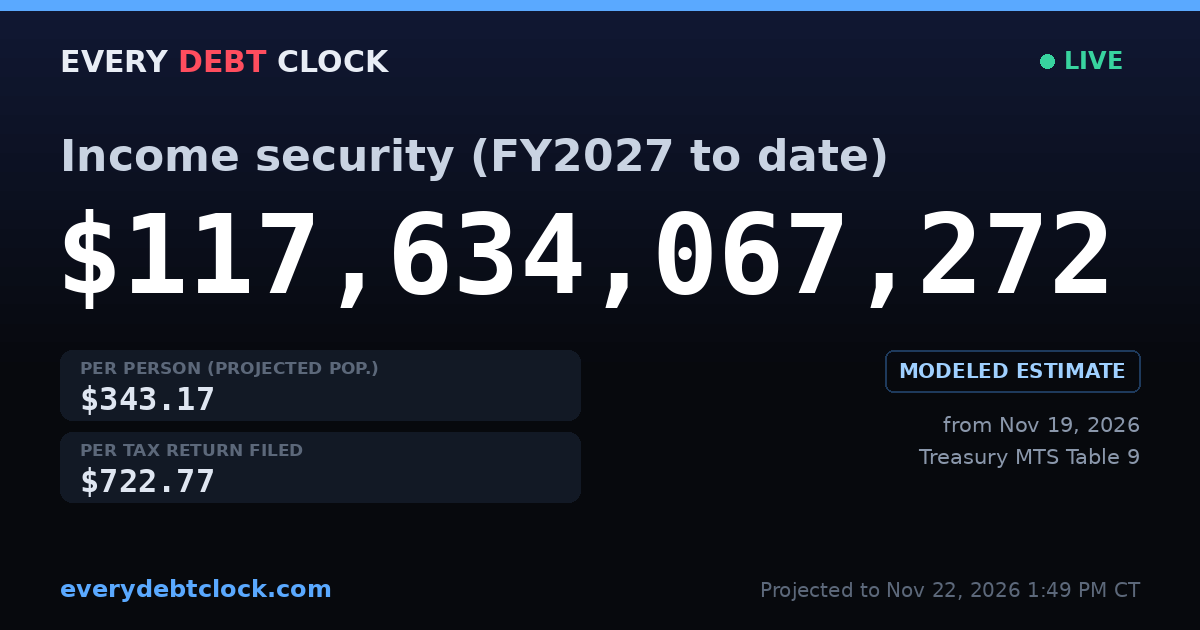 EVERY DEBT CLOCK
LIVE
Income security (FY2027 to date)
$117,634,067,272
PER PERSON (PROJECTED POP.)
$343.17
PER TAX RETURN FILED
$722.77
MODELED ESTIMATE
from Nov 19, 2026
Treasury MTS Table 9
everydebtclock.com
Projected to Nov 22, 2026 1:49 PM CT